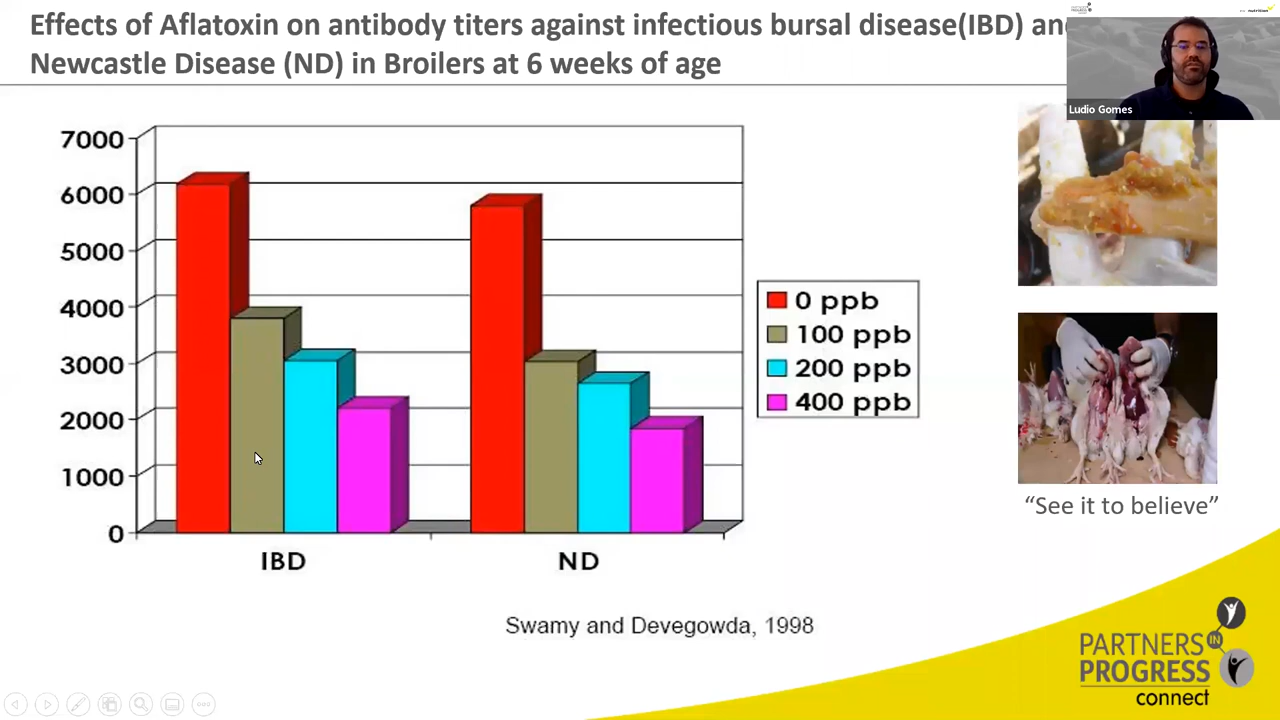 Effects of Aflatoxin on antibody titers against infectious bursal disease(IBD) and
Newcastle Disease (ND) in Broilers at 6 weeks of age
Ludio Gomes
7000
6000
5000
4000
3000
2000
1000
0
IBD
ND
0 ppb
100 ppb
200 ppb
400 ppb
"See it to believe"
Swamy and Devegowda, 1998
PARTNERS
IN
PROGRESS
connect